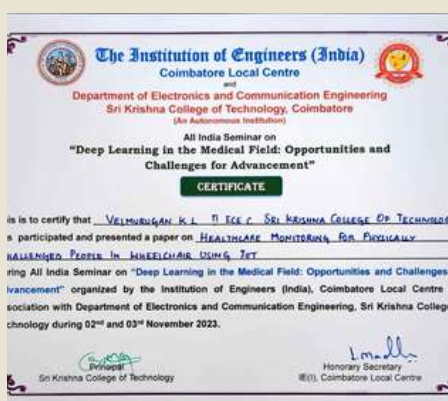 The Institution of Engineers (India)
Coimbatore Local Centre
and
Department of Electronics and Communication Engineering
Sri Krishna College of Technology, Coimbatore
(An Autonomous Institution)
All India Seminar on
"Deep Learning in the Medical Field: Opportunities and
Challenges for Advancement"
CERTIFICATE
is is to certify that VELMURUGAN K L II ECE C SRI KRISHNA COLLEGE OF TECHNOLOG
s participated and presented a paper on HEALTHCARE MONITORING FOR PHYSICALLY
HALLENGED PEOPLE IN WHEELCHAIR USING IOT
ring All India Seminar on "Deep Learning in the Medical Field: Opportunities and Challenges
vancement" organized by the Institution of Engineers (India), Coimbatore Local Centre
sociation with Department of Electronics and Communication Engineering, Sri Krishna College
chnology during 02nd and 03rd November 2023.
Principal
Sri Krishna College of Technology
Honorary Secretary
IE(I), Coimbatore Local Centre